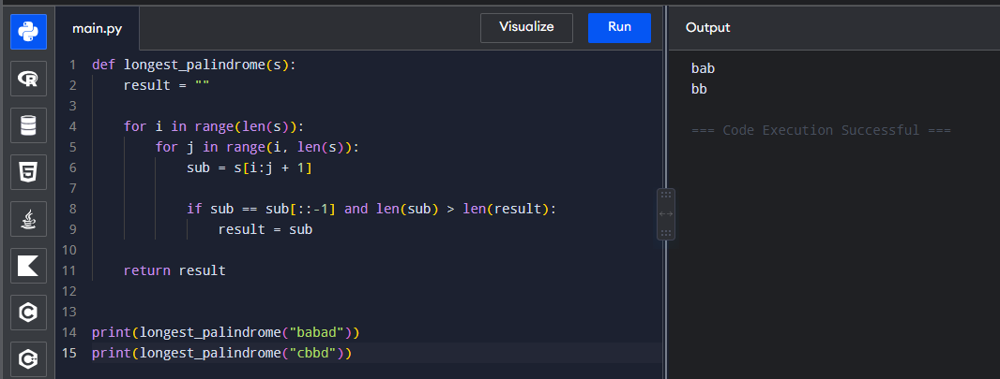 main.py
Visualize
Run
Output
1 def longest_palindrome(s):
2     result = ""
3
4     for i in range(len(s)):
5         for j in range(i, len(s)):
6             sub = s[i:j + 1]
7
8             if sub == sub[::-1] and len(sub) > len(result):
9                 result = sub
10
11     return result
12
13
14 print(longest_palindrome("babad"))
15 print(longest_palindrome("cbbd"))
bab
bb
=== Code Execution Successful ===